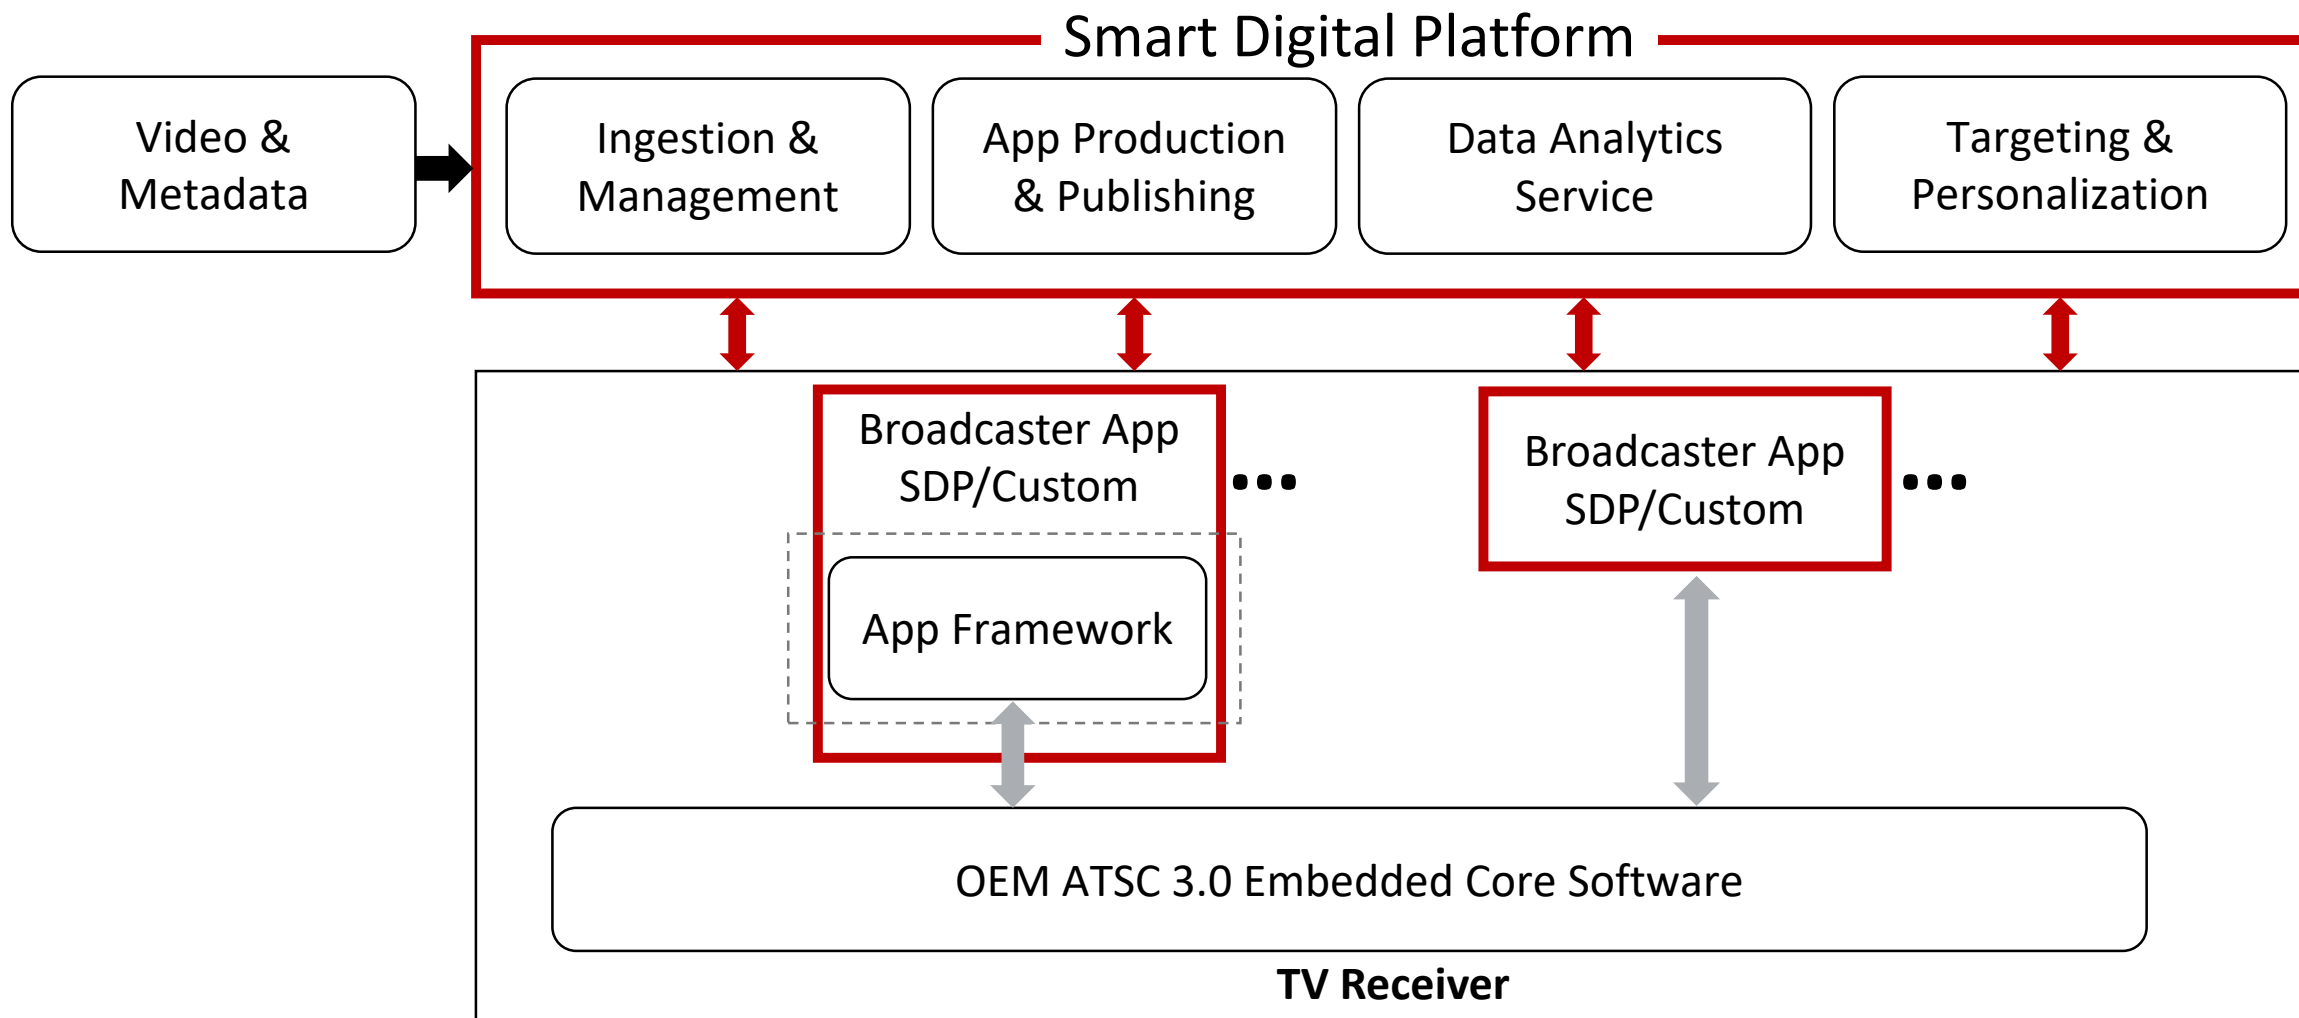 Smart Digital Platform
Video &
Metadata
Ingestion &
Management
App Production
& Publishing
Data Analytics
Service
Targeting &
Personalization
Broadcaster App
SDP/Custom
...
Broadcaster App
SDP/Custom
...
App Framework
OEM ATSC 3.0 Embedded Core Software
TV Receiver